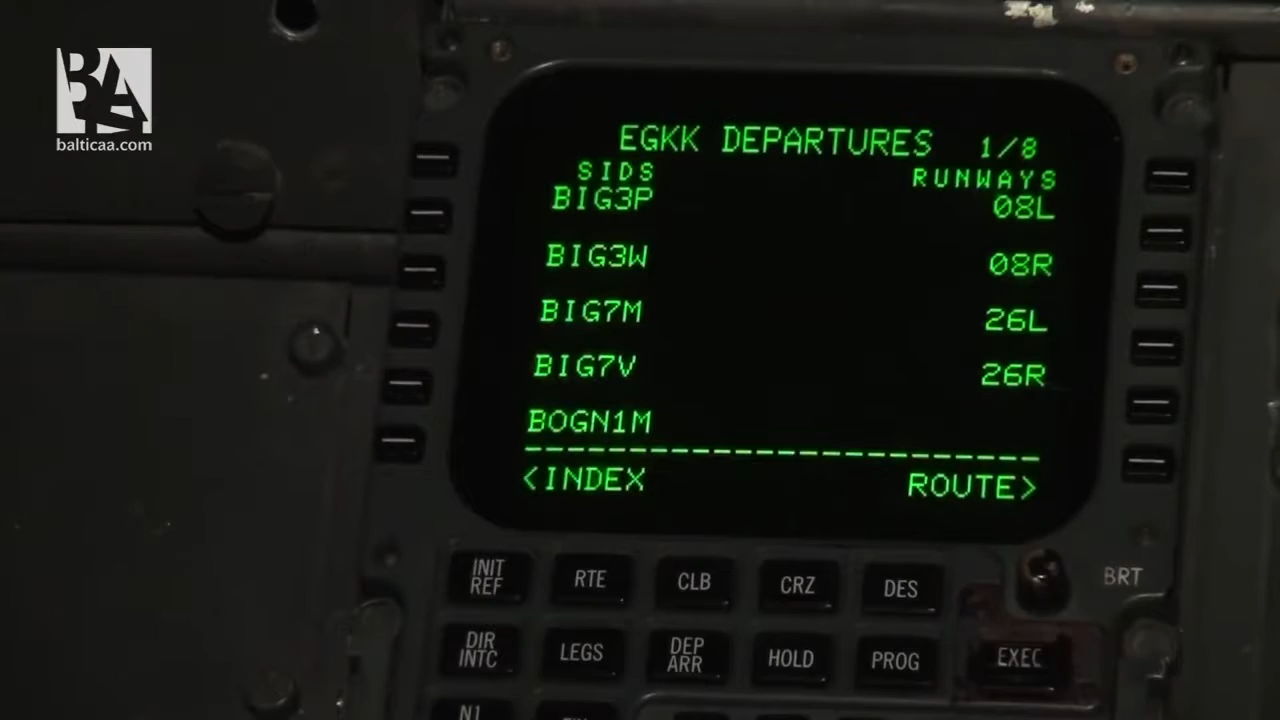 BA
balticaa.com
EGKK DEPARTURES 1/8
SIDS RUNWAYS
BIG3P 08L
BIG3W 08R
BIG7M 26L
BIG7V 26R
BOGN1M
<INDEX ROUTE>
INIT REF RTE CLB CRZ DES BRT
DIR INTC LEGS DEP ARR HOLD PROG EXEC
N1